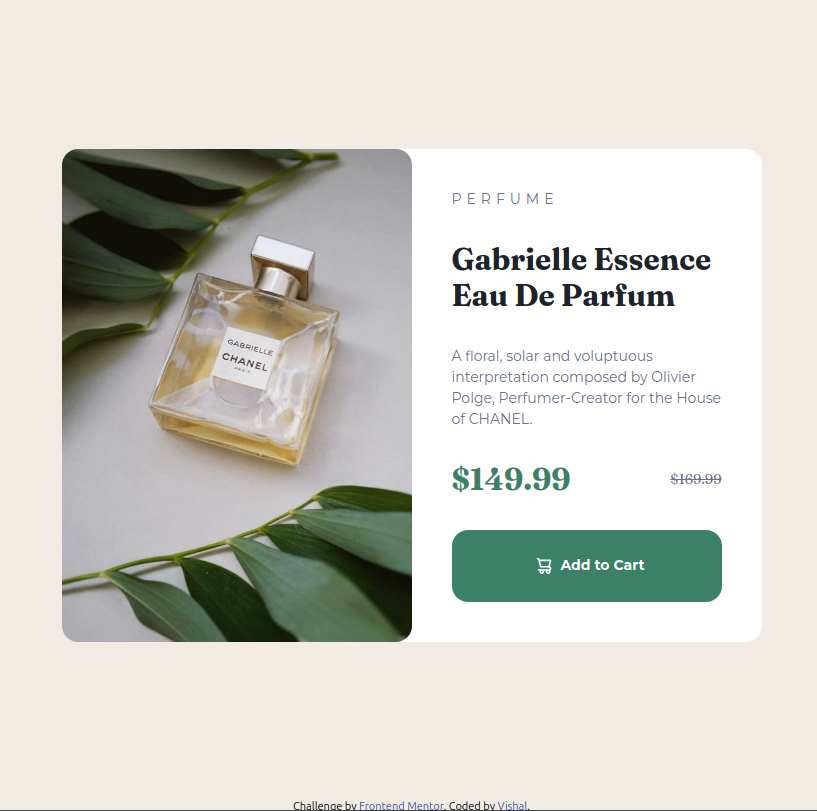 GABRIELLE
CHANEL
PARIS
PERFUME
Gabrielle Essence
Eau De Parfum
A floral, solar and voluptuous
interpretation composed by Olivier
Polge, Perfumer-Creator for the House
of CHANEL.
$149.99 $169.99
Add to Cart
Challenge by Frontend Mentor. Coded by Vishal.